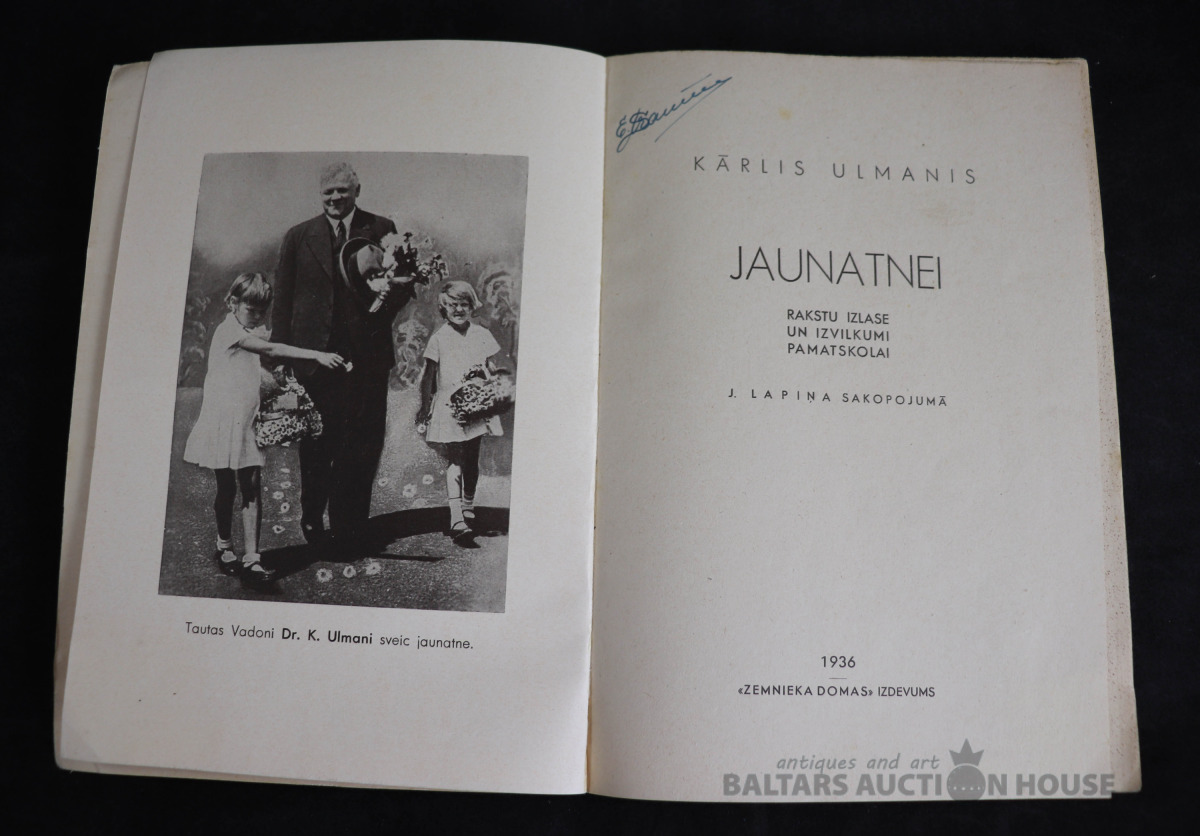 Tautas Vadoni Dr. K. Ulmani sveic jaunatne.
KĀRLIS ULMANIS
JAUNATNEI
RAKSTU IZLASE
UN IZVILKUMI
PAMATSKOLAI
J. LAPIŅA SAKOPOJUMĀ
1936
«ZEMNIEKA DOMAS» IZDEVUMS
antiques and art
BALTARS AUCTION HOUSE